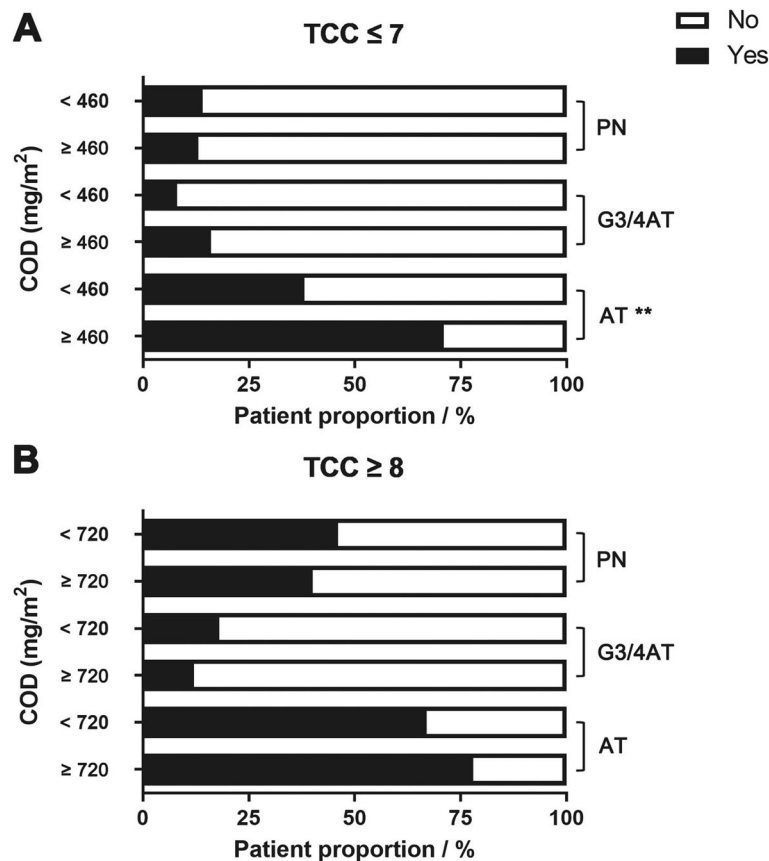 A
TCC ≤ 7
No
Yes
COD (mg/m²)
< 460
≥ 460
< 460
≥ 460
< 460
≥ 460
PN
G3/4AT
AT **
0 25 50 75 100
Patient proportion / %
B
TCC ≥ 8
COD (mg/m²)
< 720
≥ 720
< 720
≥ 720
< 720
≥ 720
PN
G3/4AT
AT
0 25 50 75 100
Patient proportion / %